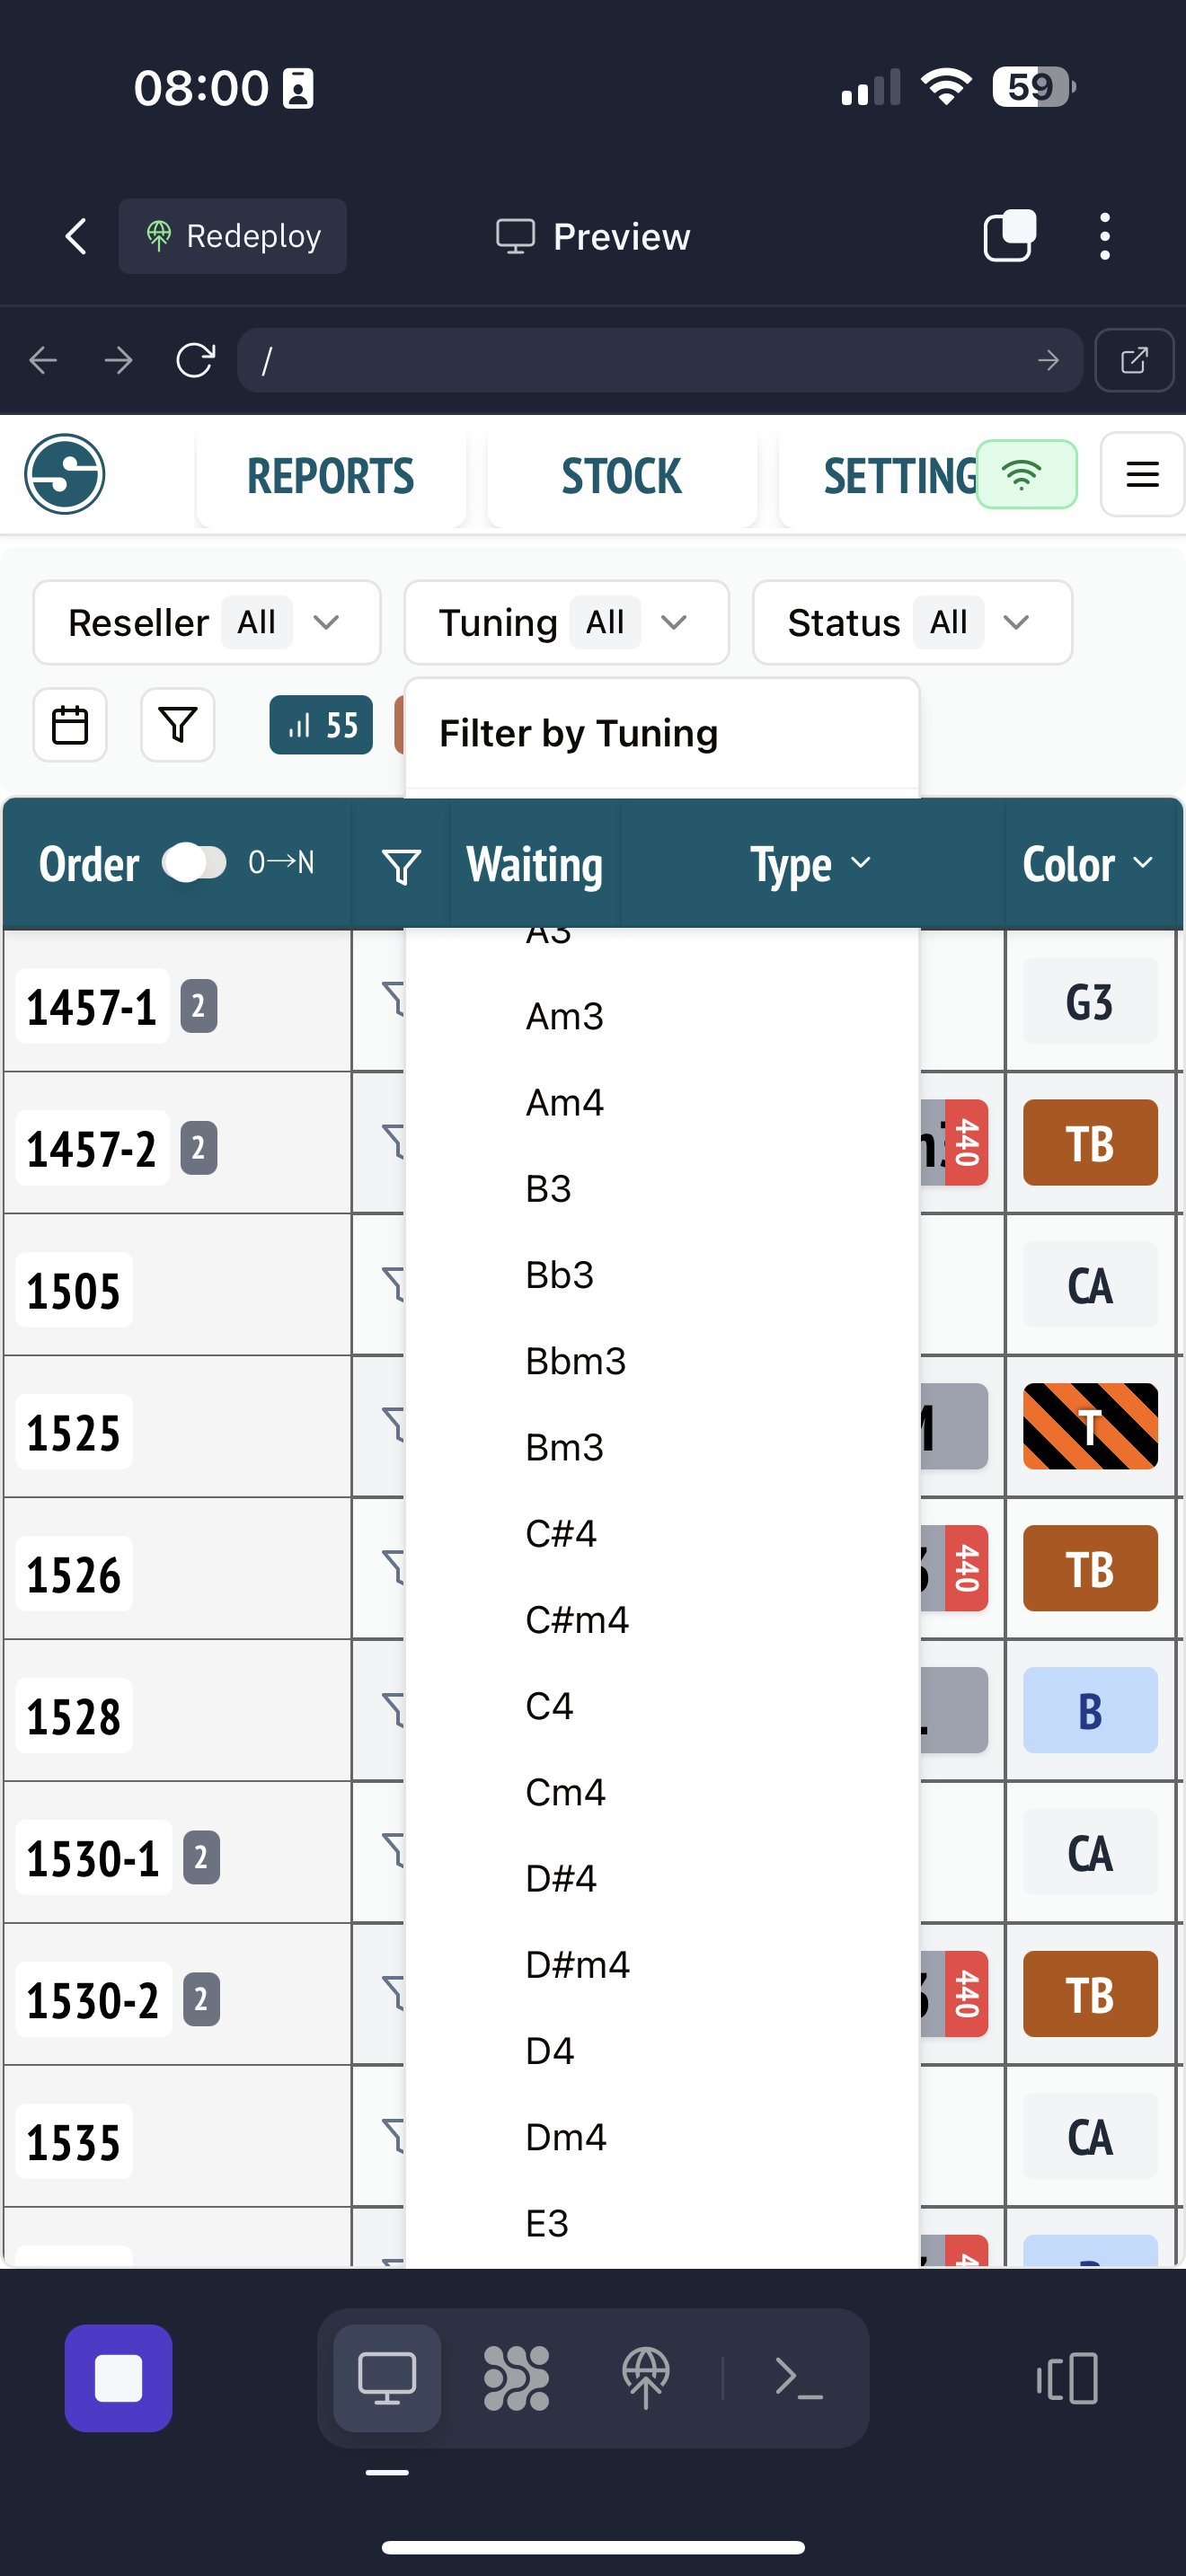 08:00
59
Redeploy
Preview
/
REPORTS STOCK SETTING
Reseller All
Tuning All
Status All
55
Filter by Tuning
Order O→N Waiting Type Color
A3
1457-1 2 G3
Am3
Am4
1457-2 2 440 TB
B3
Bb3
1505 CA
Bbm3
1525 T
Bm3
C#4
1526 440 TB
C#m4
C4
1528 B
Cm4
1530-1 2 CA
D#4
D#m4
1530-2 2 440 TB
D4
Dm4
1535 CA
E3